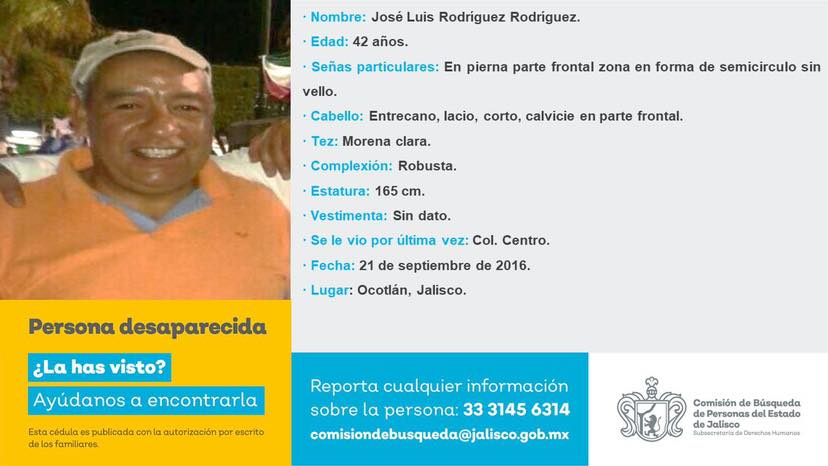 · Nombre: José Luis Rodríguez Rodríguez.
· Edad: 42 años.
· Señas particulares: En pierna parte frontal zona en forma de semicirculo sin
vello.
· Cabello: Entrecano, lacio, corto, calvicie en parte frontal.
· Tez: Morena clara.
· Complexión: Robusta.
· Estatura: 165 cm.
· Vestimenta: Sin dato.
· Se le vio por última vez: Col. Centro.
· Fecha: 21 de septiembre de 2016.
· Lugar: Ocotlán, Jalisco.
Persona desaparecida
¿La has visto?
Ayúdanos a encontrarla
Esta cédula es publicada con la autorización por escrito
de los familiares.
Reporta cualquier información
sobre la persona: 33 3145 6314
comisiondebusqueda@jalisco.gob.mx
Comisión de Búsqueda
de Personas del Estado
de Jalisco
Subsecretaría de Derechos Humanos